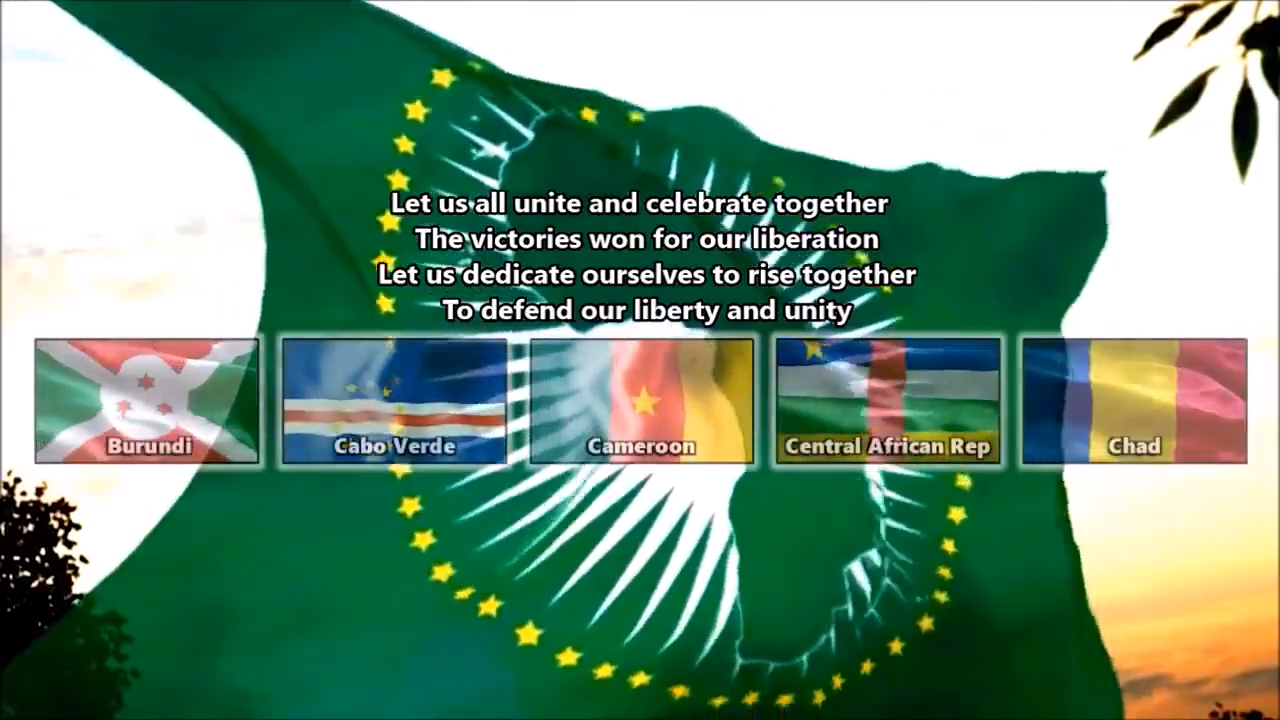 Let us all unite and celebrate together
The victories won for our liberation
Let us dedicate ourselves to rise together
To defend our liberty and unity
Burundi
Cabo Verde
Cameroon
Central African Rep
Chad